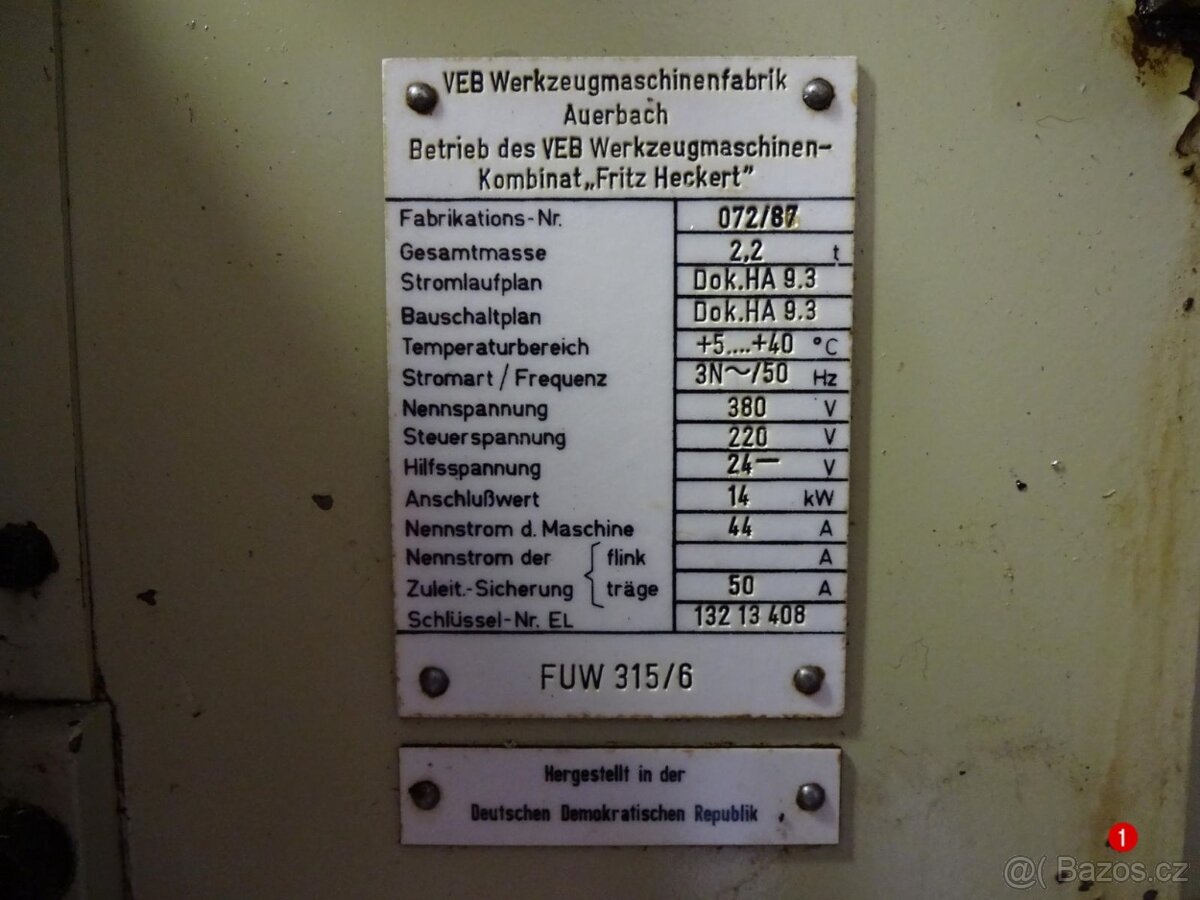 VEB Werkzeugmaschinenfabrik
Auerbach
Betrieb des VEB Werkzeugmaschinen-
Kombinat „Fritz Heckert"
Fabrikations-Nr. 072/87
Gesamtmasse 2,2 t
Stromlaufplan Dok.HA 9.3
Bauschaltplan Dok.HA 9.3
Temperaturbereich +5....+40 °C
Stromart / Frequenz 3N~/50 Hz
Nennspannung 380 V
Steuerspannung 220 V
Hilfsspannung 24— V
Anschlußwert 14 kW
Nennstrom d. Maschine 44 A
Nennstrom der { flink A
Zuleit.-Sicherung { träge 50 A
Schlüssel-Nr. EL 132 13 408
FUW 315/6
Hergestellt in der
Deutschen Demokratischen Republik
1
@( Bazos.cz